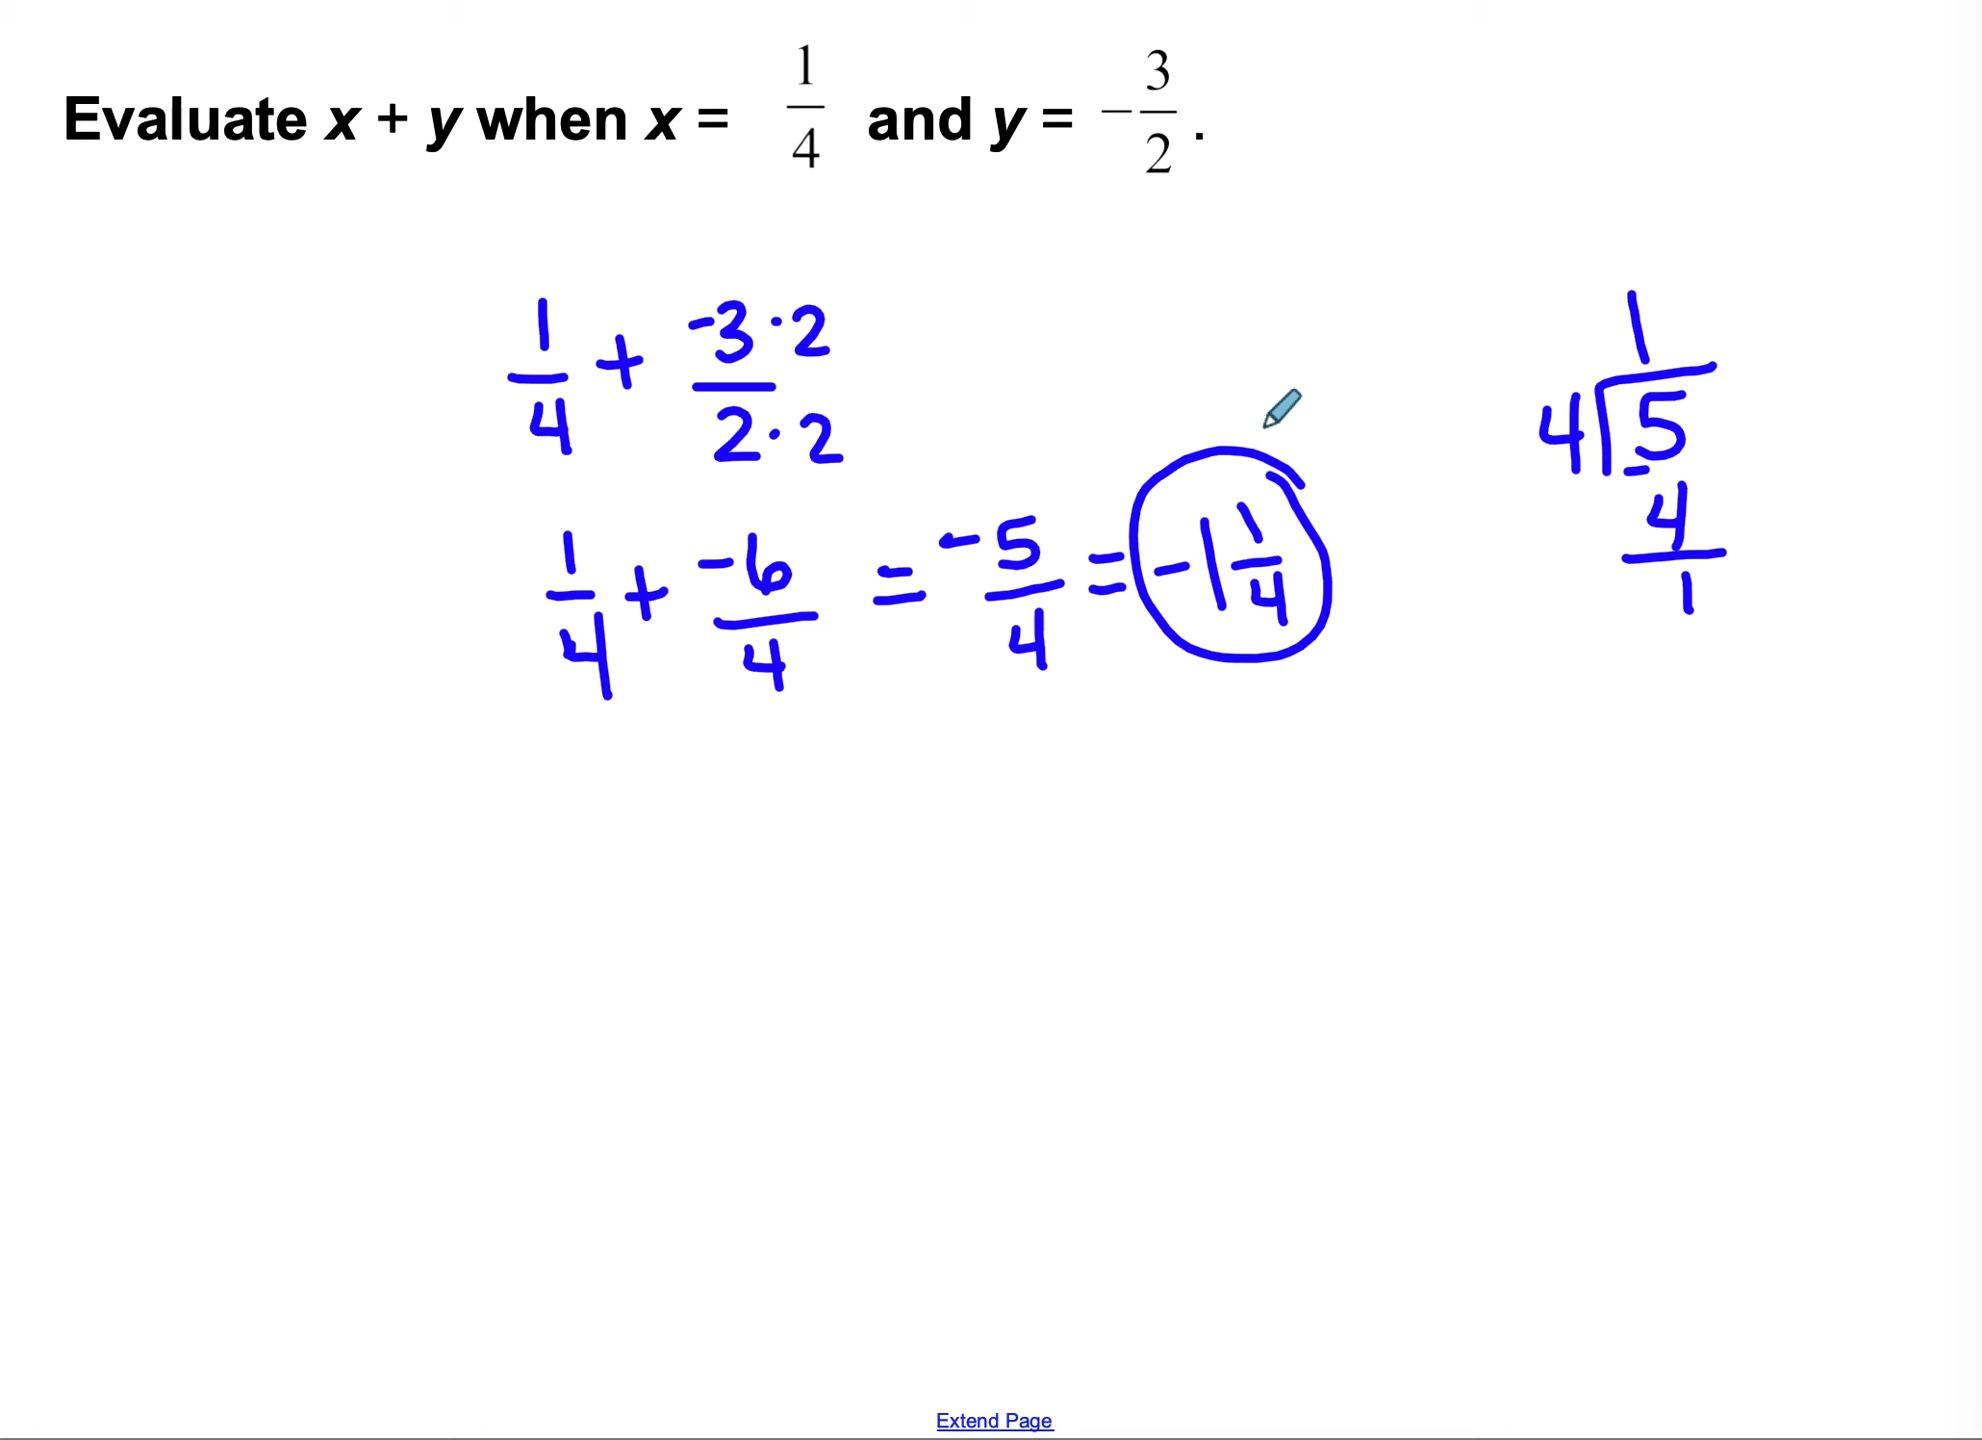 Evaluate x + y when x = 1/4 and y = -3/2.
1/4 + -3·2/2·2
1/4 + -6/4 = -5/4 = -1 1/4
1
4)5
-4
1
Extend Page